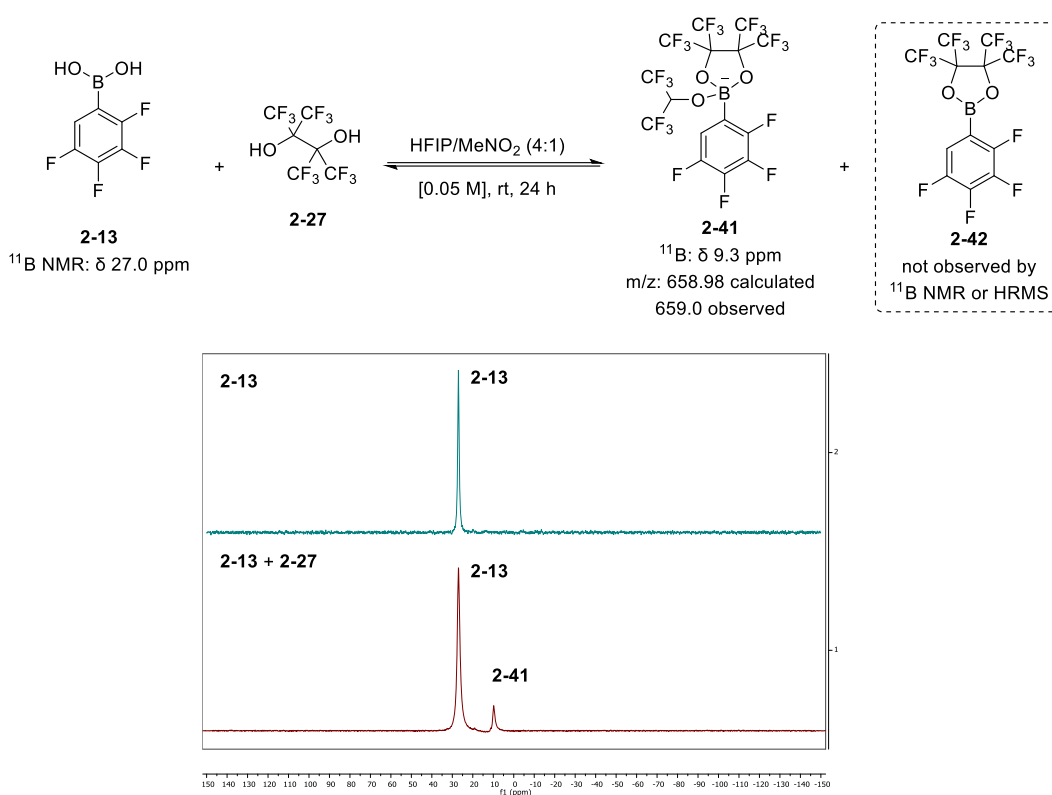 HO
OH
B
F
F
F
F
2-13
¹¹B NMR: δ 27.0 ppm
+
CF₃
CF₃
HO
OH
CF₃
CF₃
2-27
HFIP/MeNO₂ (4:1)
[0.05 M], rt, 24 h
CF₃
CF₃
CF₃
CF₃
O
O
B
−
O
CF₃
CF₃
F
F
F
F
2-41
¹¹B: δ 9.3 ppm
m/z: 658.98 calculated
659.0 observed
+
CF₃
CF₃
CF₃
CF₃
O
O
B
F
F
F
F
2-42
not observed by
¹¹B NMR or HRMS
2-13
2-13
2
2-13 + 2-27
2-13
2-41
1
150 140 130 120 110 100 90 80 70 60 50 40 30 20 10 0 -10 -20 -30 -40 -50 -60 -70 -80 -90 -100 -110 -120 -130 -140 -150
f1 (ppm)